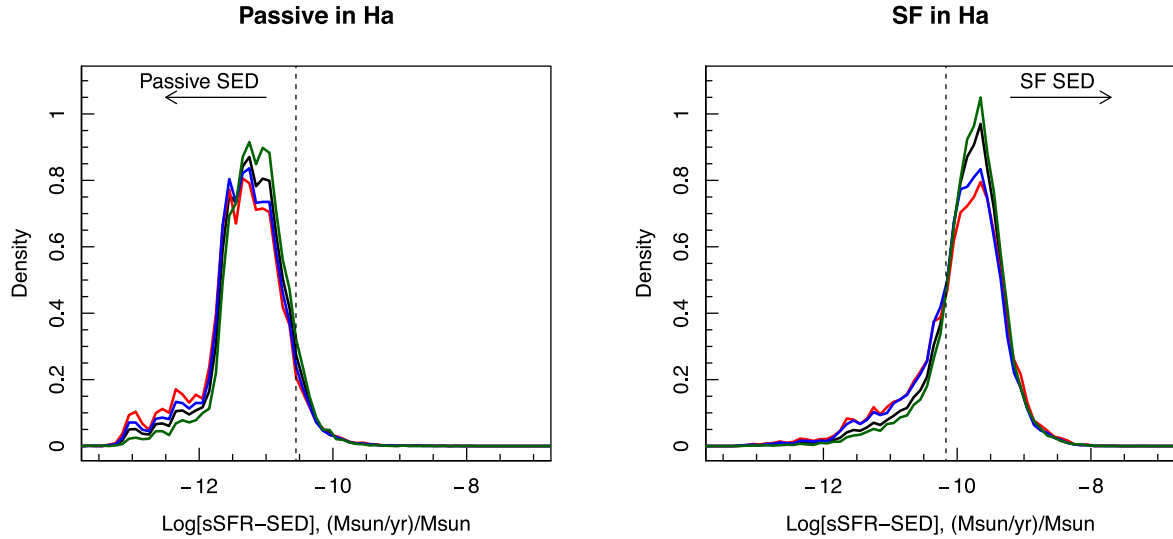 Passive in Ha
Passive SED
Density
0
0.2
0.4
0.6
0.8
1
−12
−10
−8
Log[sSFR−SED], (Msun/yr)/Msun
SF in Ha
SF SED
Density
0
0.2
0.4
0.6
0.8
1
−12
−10
−8
Log[sSFR−SED], (Msun/yr)/Msun